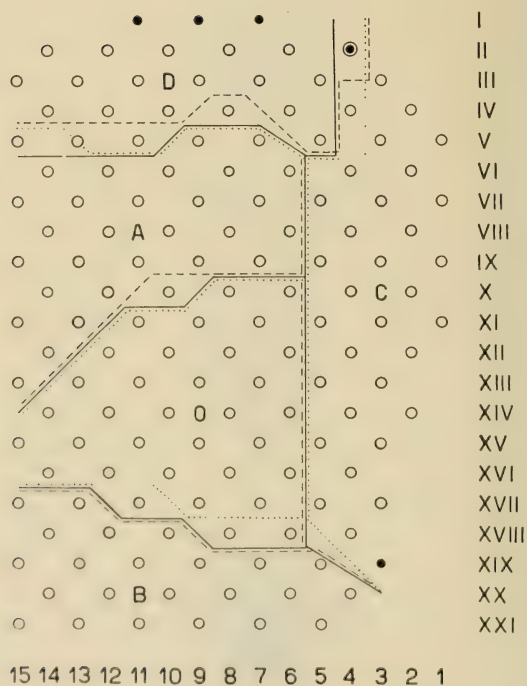 I
II
D III
IV
V
VI
VII
A VIII
IX
C X
XI
XII
XIII
O XIV
XV
XVI
XVII
XVIII
XIX
B XX
XXI
15 14 13 12 11 10 9 8 7 6 5 4 3 2 1